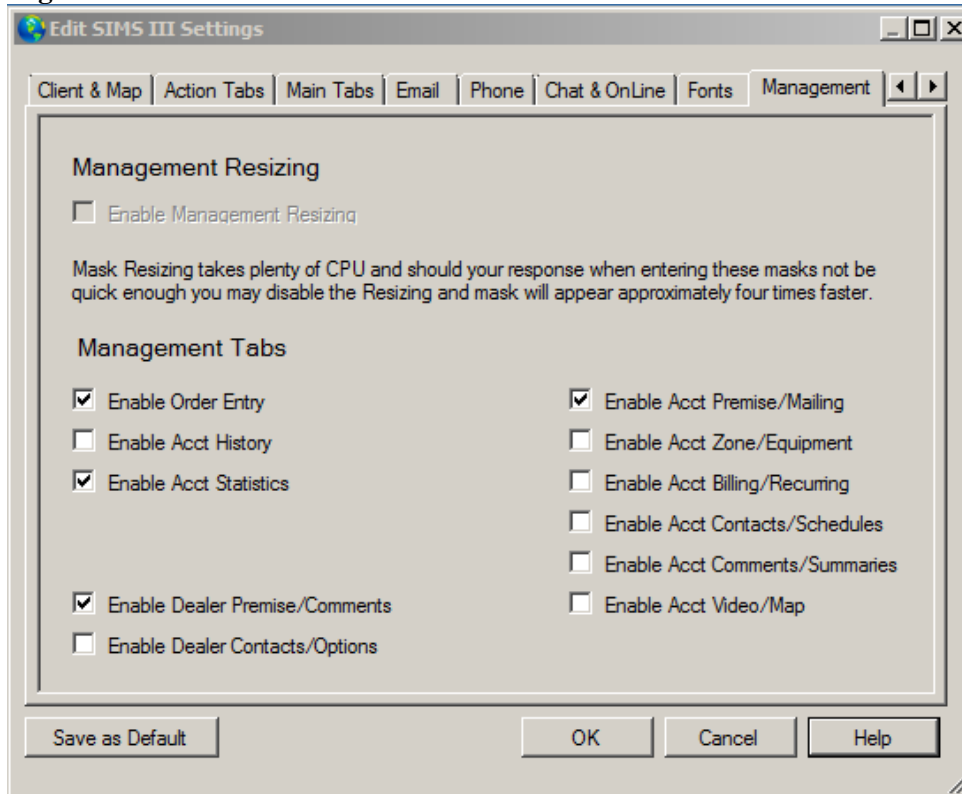 Edit SIMS III Settings
Client & Map Action Tabs Main Tabs Email Phone Chat & OnLine Fonts Management
Management Resizing
Enable Management Resizing
Mask Resizing takes plenty of CPU and should your response when entering these masks not be
quick enough you may disable the Resizing and mask will appear approximately four times faster.
Management Tabs
Enable Order Entry
Enable Acct History
Enable Acct Statistics
Enable Dealer Premise/Comments
Enable Dealer Contacts/Options
Enable Acct Premise/Mailing
Enable Acct Zone/Equipment
Enable Acct Billing/Recurring
Enable Acct Contacts/Schedules
Enable Acct Comments/Summaries
Enable Acct Video/Map
Save as Default OK Cancel Help